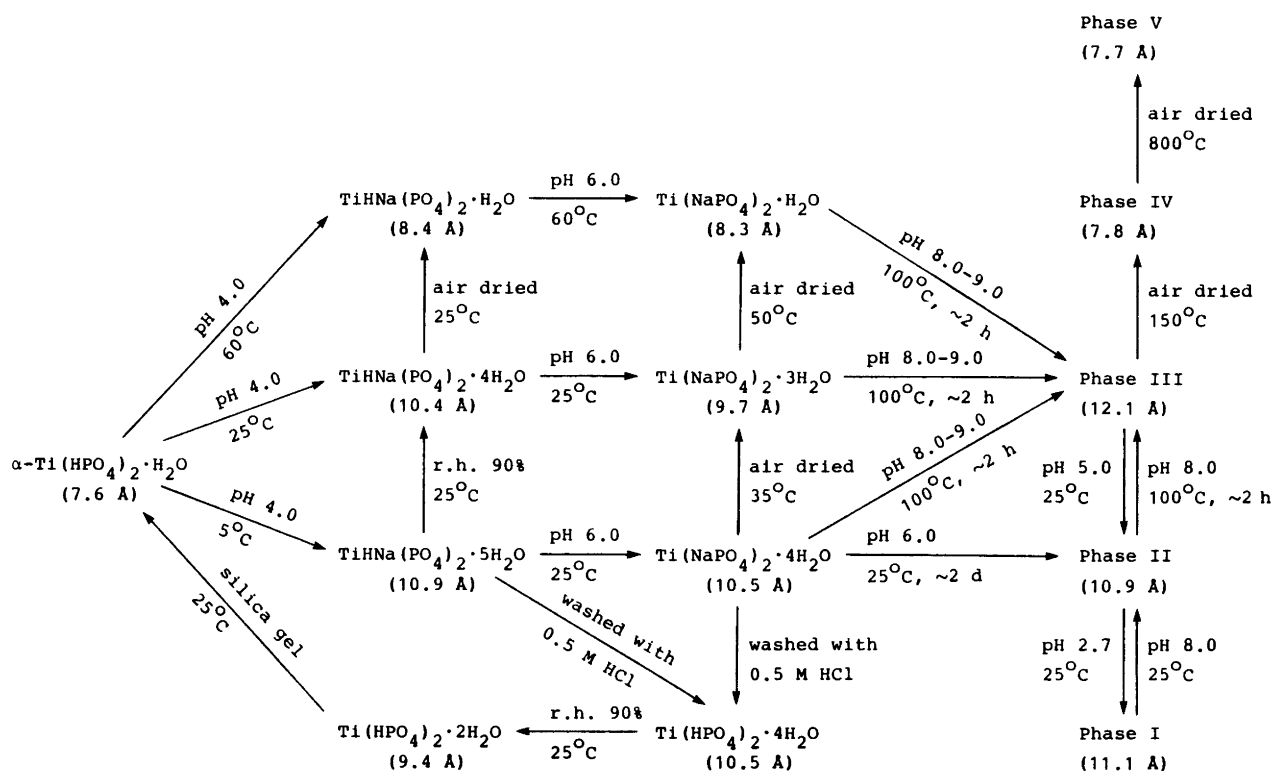 Phase V
(7.7 Å)
air dried
800°C
TiHNa(PO₄)₂·H₂O
(8.4 Å)
pH 6.0
60°C
Ti(NaPO₄)₂·H₂O
(8.3 Å)
Phase IV
(7.8 Å)
pH 4.0
60°C
air dried
25°C
air dried
50°C
pH 8.0-9.0
100°C, ~2 h
air dried
150°C
pH 4.0
25°C
TiHNa(PO₄)₂·4H₂O
(10.4 Å)
pH 6.0
25°C
Ti(NaPO₄)₂·3H₂O
(9.7 Å)
pH 8.0-9.0
100°C, ~2 h
Phase III
(12.1 Å)
α-Ti(HPO₄)₂·H₂O
(7.6 Å)
r.h. 90%
25°C
air dried
35°C
pH 8.0-9.0
100°C, ~2 h
pH 5.0
25°C
pH 8.0
100°C, ~2 h
pH 4.0
5°C
TiHNa(PO₄)₂·5H₂O
(10.9 Å)
pH 6.0
25°C
Ti(NaPO₄)₂·4H₂O
(10.5 Å)
pH 6.0
25°C, ~2 d
Phase II
(10.9 Å)
silica gel
25°C
washed with
0.5 M HCl
washed with
0.5 M HCl
pH 2.7
25°C
pH 8.0
25°C
Ti(HPO₄)₂·2H₂O
(9.4 Å)
r.h. 90%
25°C
Ti(HPO₄)₂·4H₂O
(10.5 Å)
Phase I
(11.1 Å)